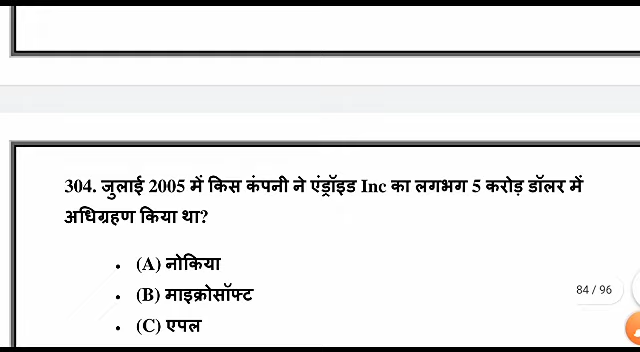 304. जुलाई 2005 में किस कंपनी ने एंड्रॉइड Inc का लगभग 5 करोड़ डॉलर में
अधिग्रहण किया था?
• (A) नोकिया
• (B) माइक्रोसॉफ्ट
84 / 96
• (C) एपल